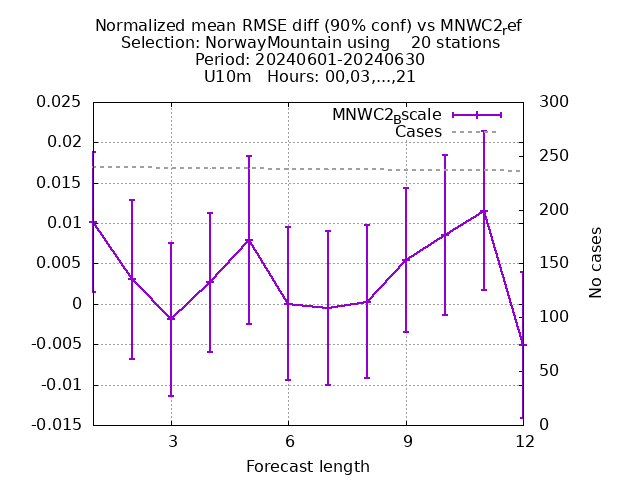 Normalized mean RMSE diff (90% conf) vs MNWC2ref
Selection: NorwayMountain using 20 stations
Period: 20240601-20240630
U10m Hours: 00,03,...,21
MNWC2Bscale
Cases
0.025
0.02
0.015
0.01
0.005
0
-0.005
-0.01
-0.015
300
250
200
150
100
50
0
No cases
3 6 9 12
Forecast length